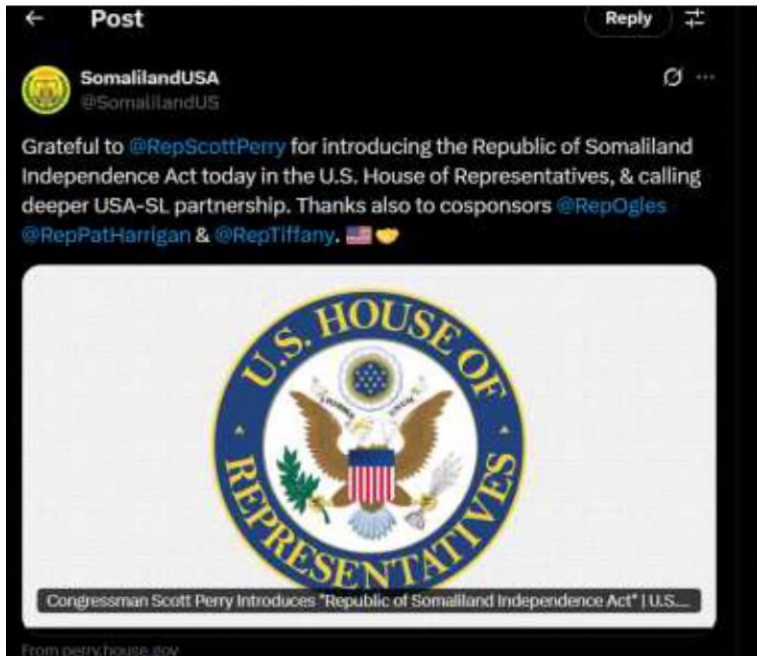 Post
Reply
SomalilandUSA
@SomalilandUS
Grateful to @RepScottPerry for introducing the Republic of Somaliland
Independence Act today in the U.S. House of Representatives, & calling
deeper USA-SL partnership. Thanks also to cosponsors @RepOgles
@RepPatHarrigan & @RepTiffany. 🇺🇸🤝
U.S. HOUSE OF
REPRESENTATIVES
Congressman Scott Perry Introduces "Republic of Somaliland Independence Act" | U.S....
From perry.house.gov